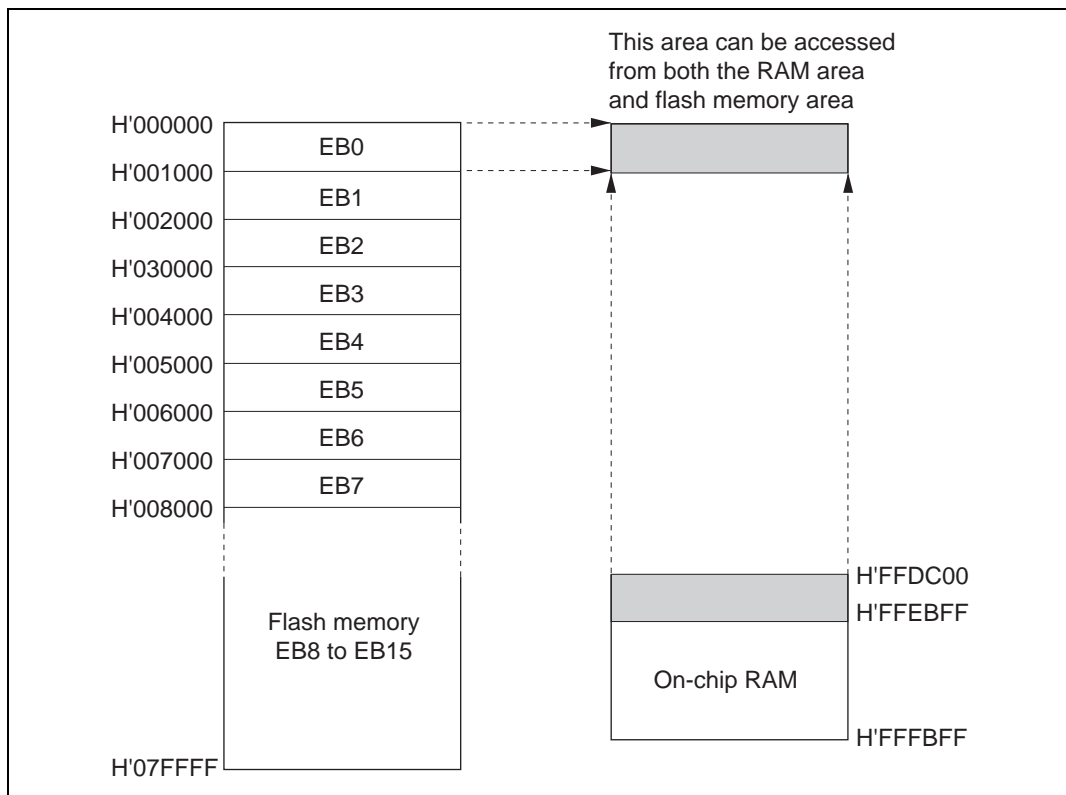 This area can be accessed
from both the RAM area
and flash memory area
H'000000
EB0
H'001000
EB1
H'002000
EB2
H'030000
EB3
H'004000
EB4
H'005000
EB5
H'006000
EB6
H'007000
EB7
H'008000
H'FFDC00
H'FFEBFF
Flash memory
EB8 to EB15
On-chip RAM
H'FFFBFF
H'07FFFF